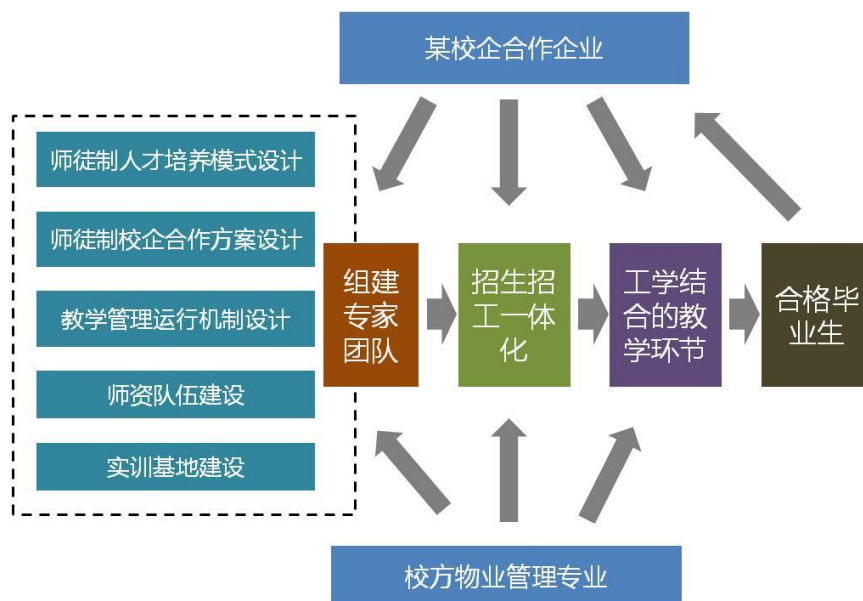 某校企合作企业
师徒制人才培养模式设计
师徒制校企合作方案设计
教学管理运行机制设计
师资队伍建设
实训基地建设
组建
专家
团队
招生招
工一体
化
工学结
合的教
学环节
合格毕
业生
校方物业管理专业